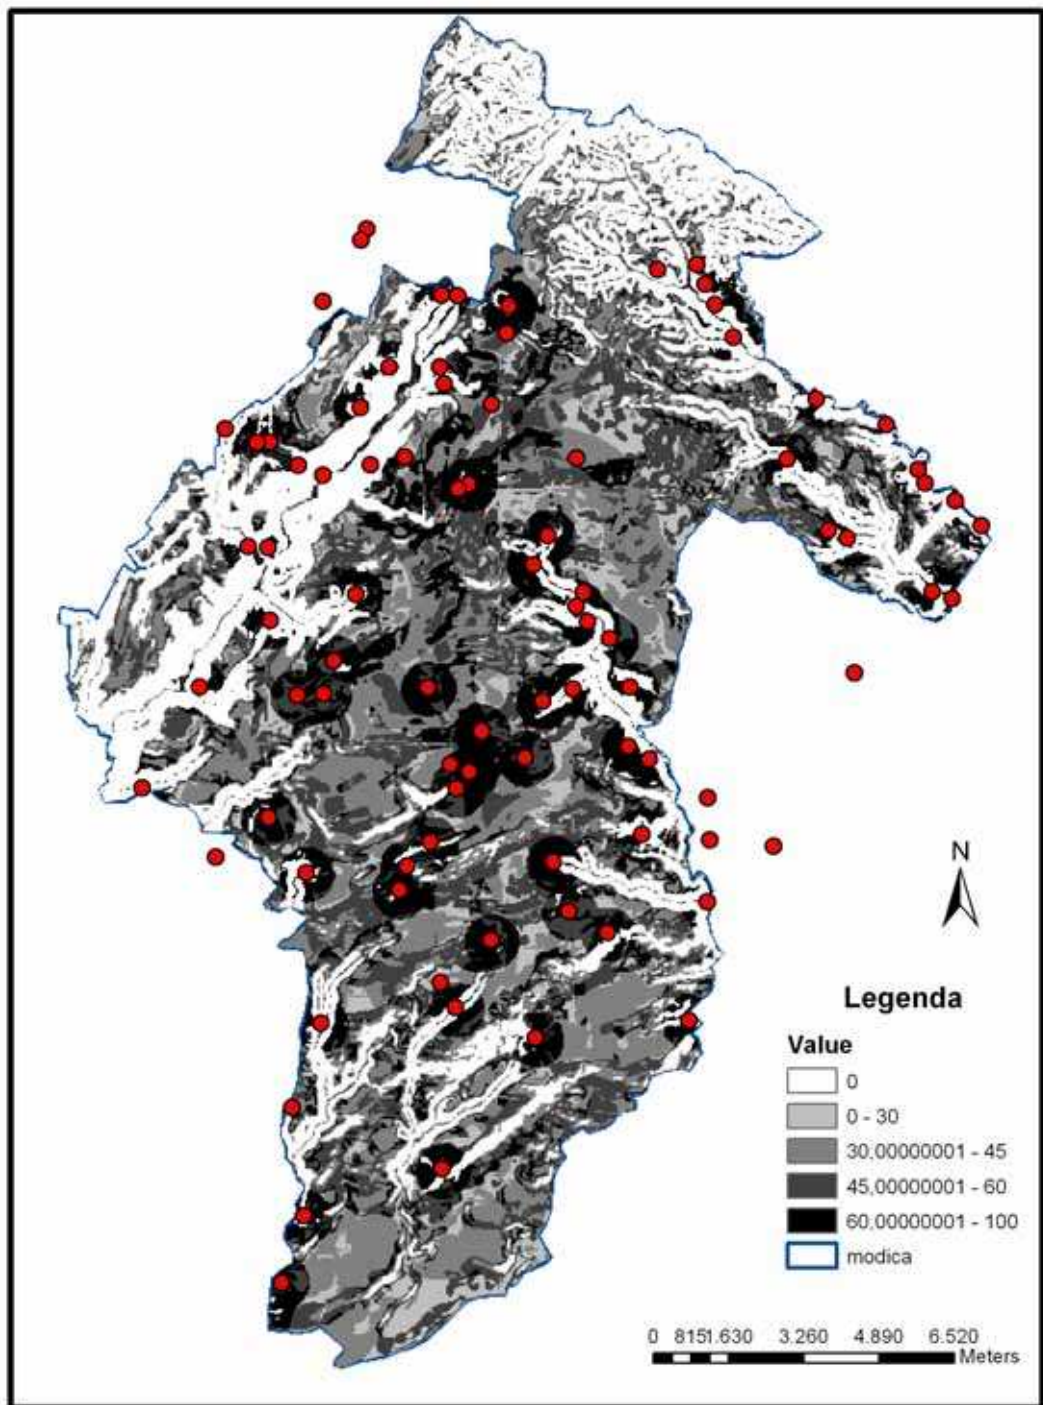 N
Legenda
Value
0
0 - 30
30,00000001 - 45
45,00000001 - 60
60,00000001 - 100
modica
0 8151.630 3.260 4.890 6.520
Meters